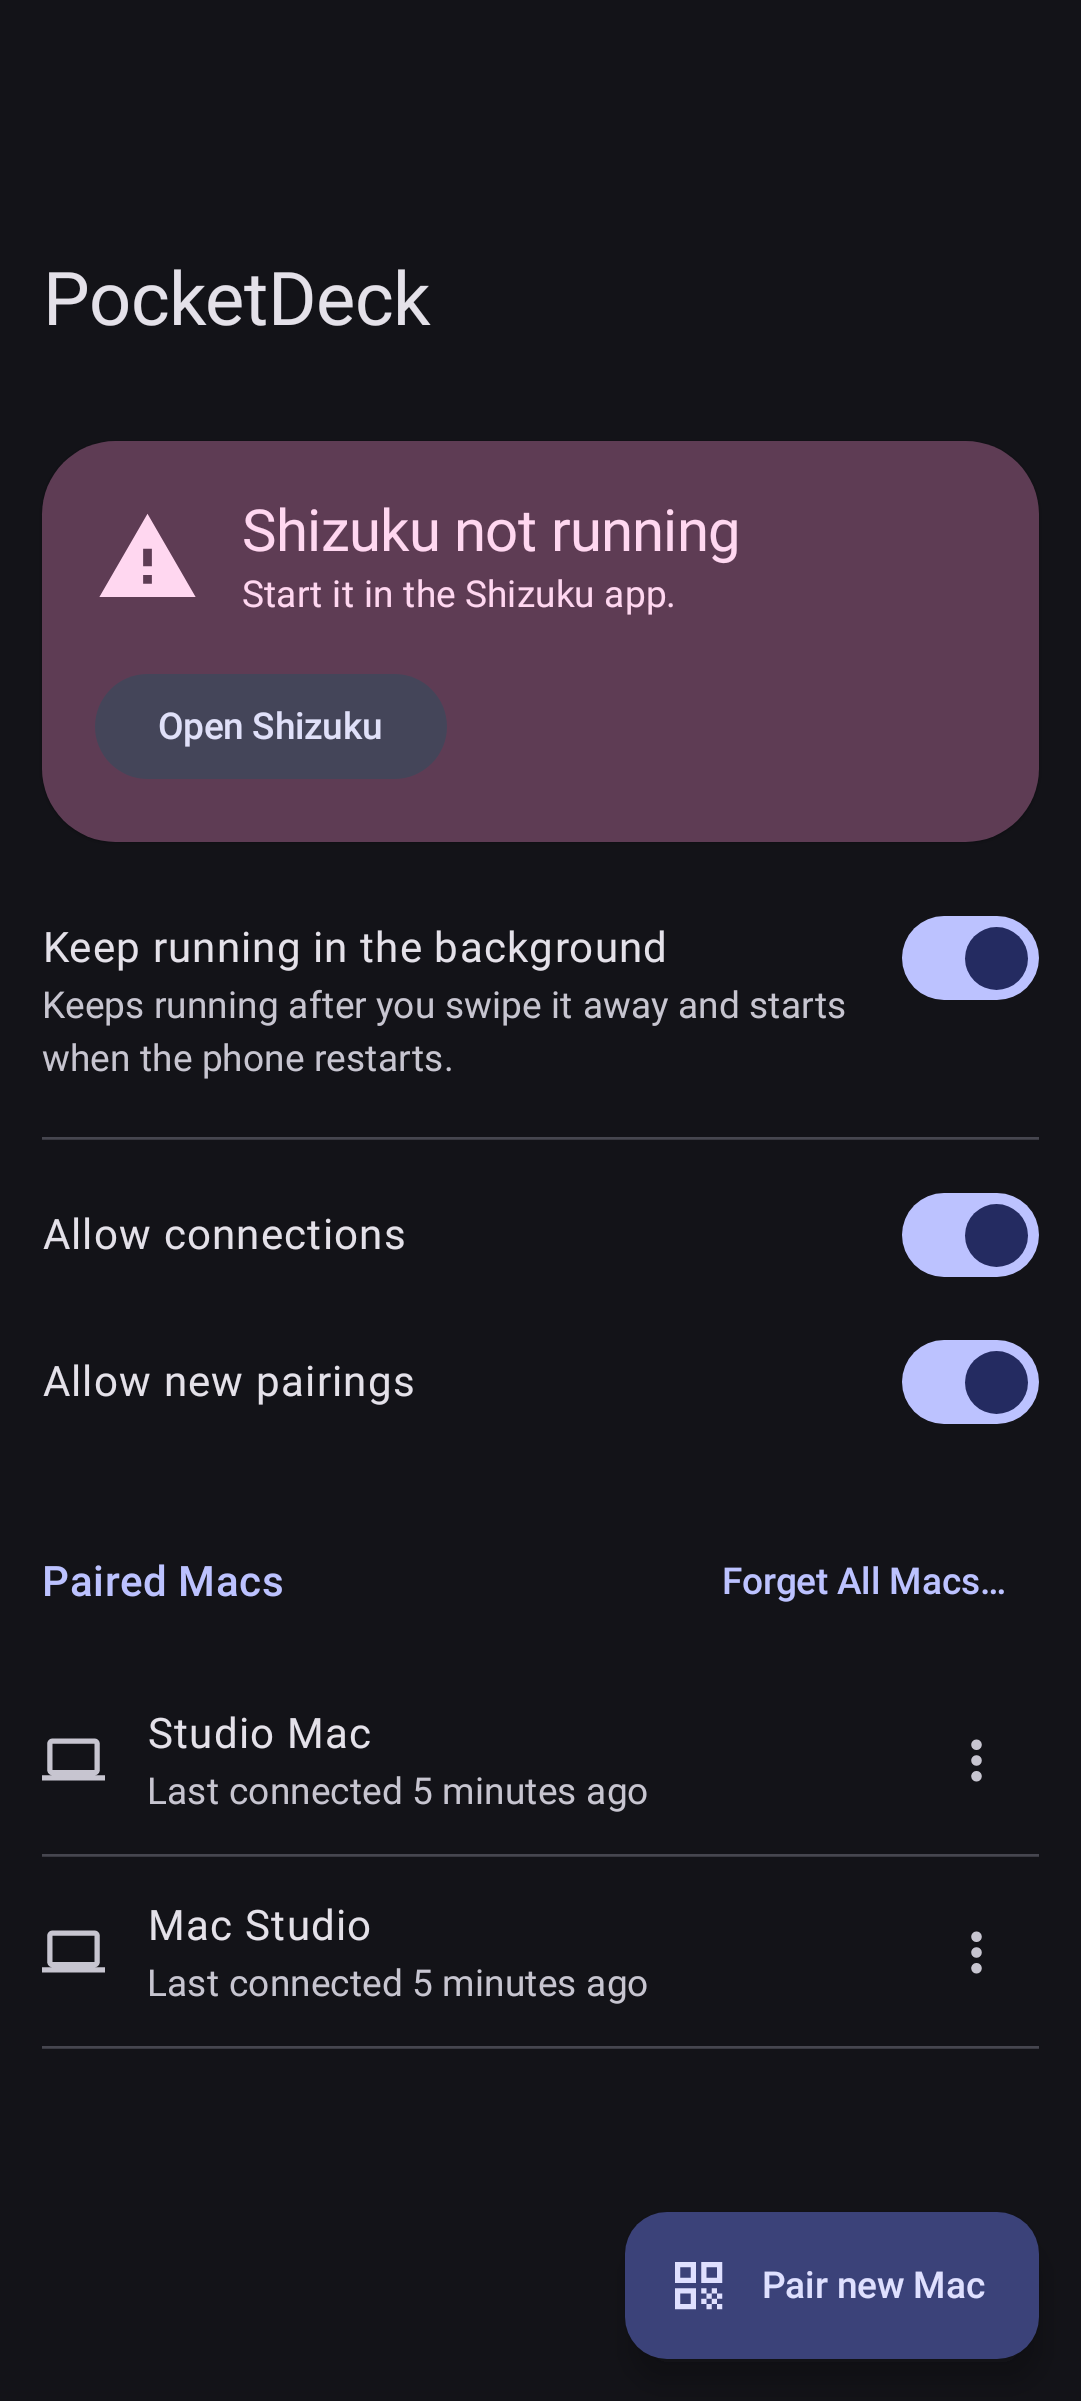 PocketDeck
Shizuku not running
Start it in the Shizuku app.
Open Shizuku
Keep running in the background
Keeps running after you swipe it away and starts
when the phone restarts.
Allow connections
Allow new pairings
Paired Macs
Forget All Macs…
Studio Mac
Last connected 5 minutes ago
Mac Studio
Last connected 5 minutes ago
Pair new Mac